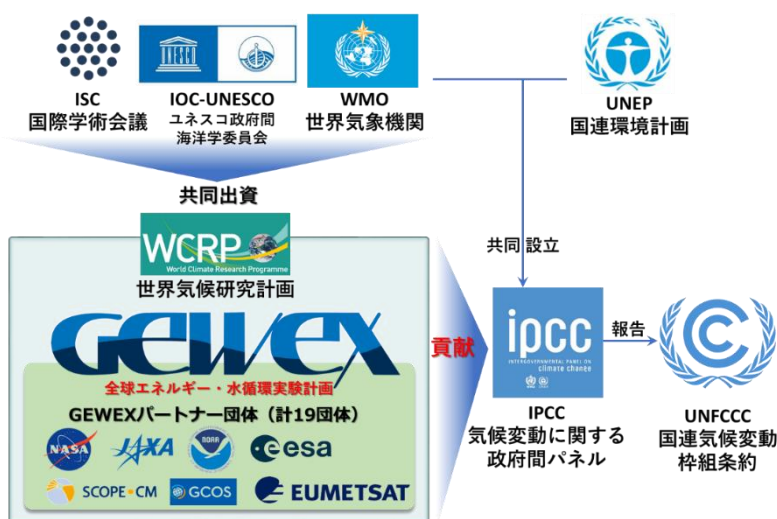 ISC
国際学術会議
UNESCO
IOC-UNESCO
ユネスコ政府間
海洋学委員会
WMO
世界気象機関
UNEP
国連環境計画
共同出資
WCRP
World Climate Research Programme
世界気候研究計画
GEWEX
全球エネルギー・水循環実験計画
GEWEXパートナー団体（計19団体）
NASA
JAXA
NOAA
esa
SCOPE•CM
GCOS
EUMETSAT
貢献
共同 設立
ipcc
INTERGOVERNMENTAL PANEL ON
climate change
IPCC
気候変動に関する
政府間パネル
報告
UNFCCC
国連気候変動
枠組条約